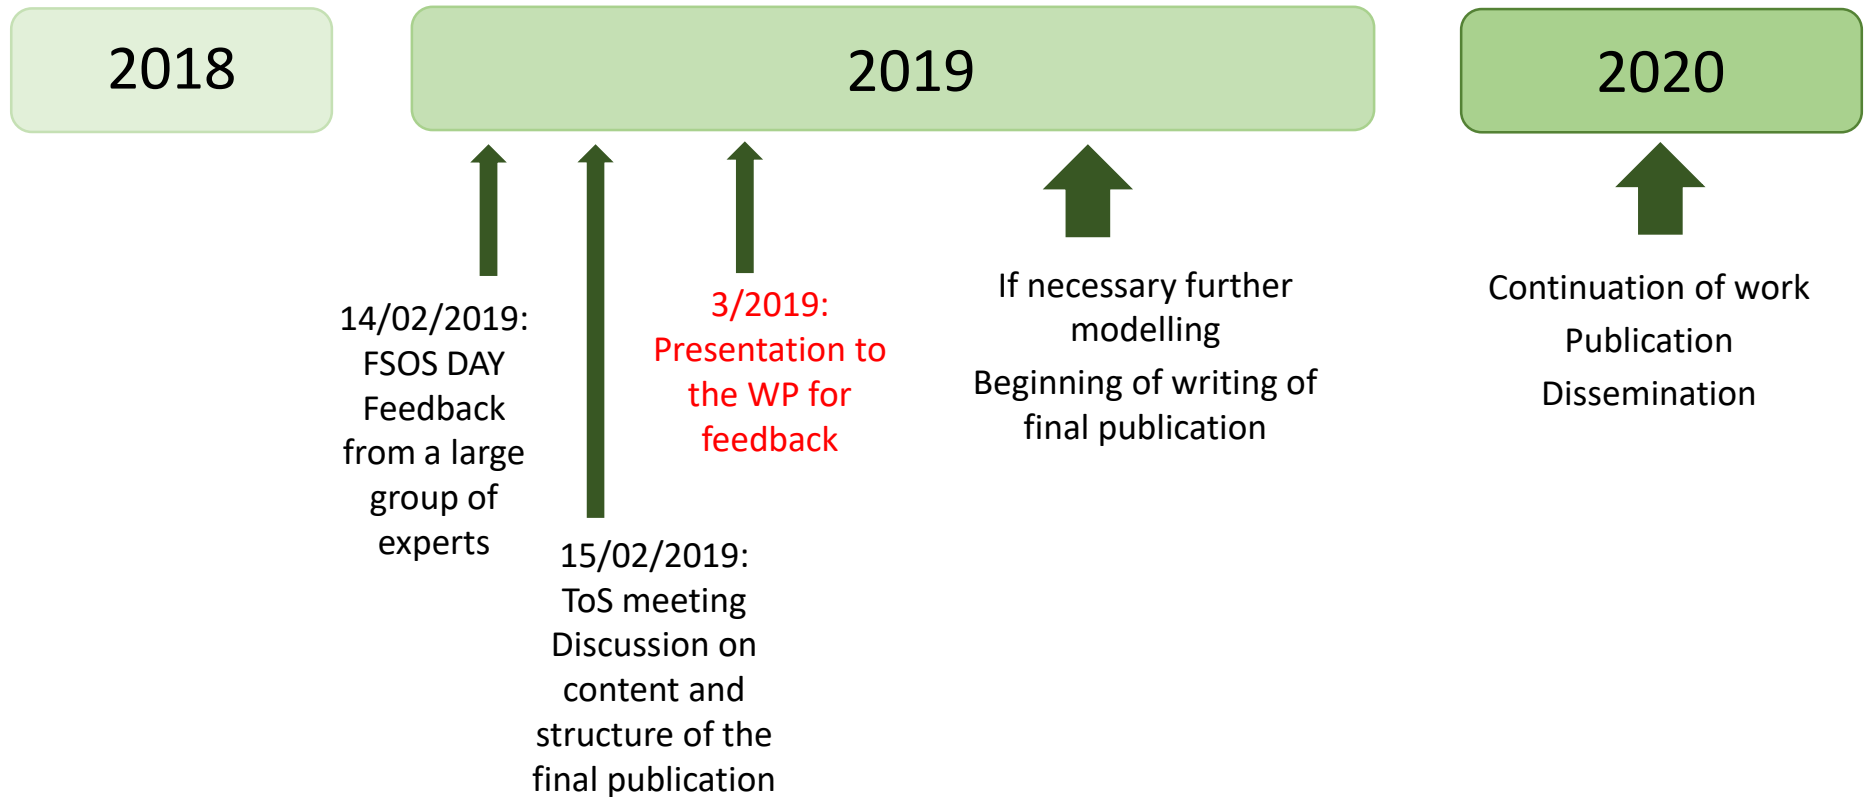 2018
2019
2020
14/02/2019:
FSOS DAY
Feedback
from a large
group of
experts
15/02/2019:
ToS meeting
Discussion on
content and
structure of the
final publication
3/2019:
Presentation to
the WP for
feedback
If necessary further
modelling
Beginning of writing of
final publication
Continuation of work
Publication
Dissemination